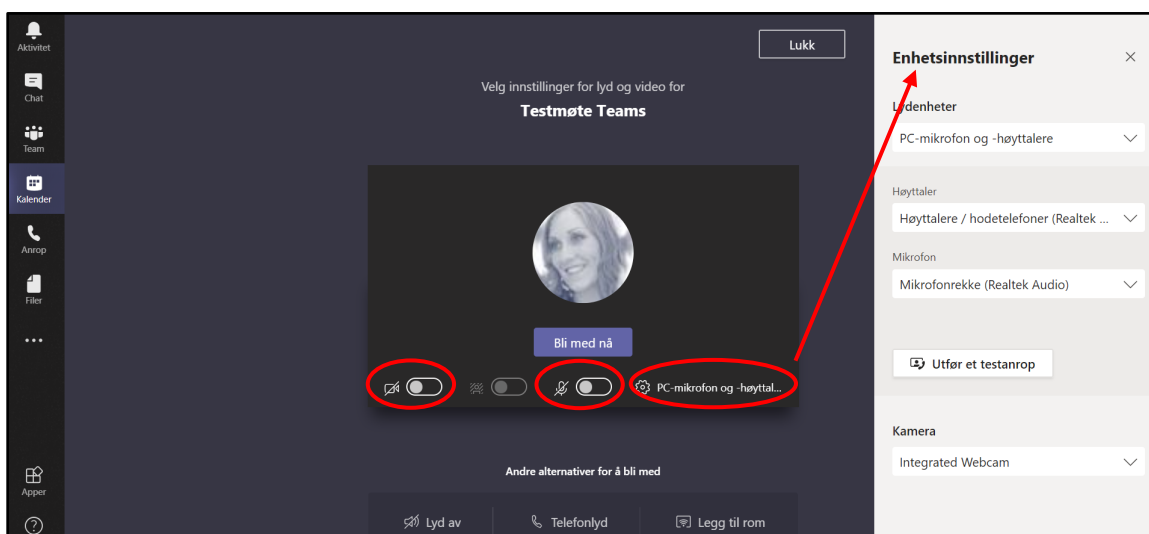 Aktivitet
Chat
Team
Kalender
Anrop
Filer
Apper
Lukk
Velg innstillinger for lyd og video for
Testmøte Teams
Bli med nå
PC-mikrofon og -høyttal...
Andre alternativer for å bli med
Lyd av
Telefonlyd
Legg til rom
Enhetsinnstillinger
Lydenheter
PC-mikrofon og -høyttalere
Høyttaler
Høyttalere / hodetelefoner (Realtek ...
Mikrofon
Mikrofonrekke (Realtek Audio)
Utfør et testanrop
Kamera
Integrated Webcam